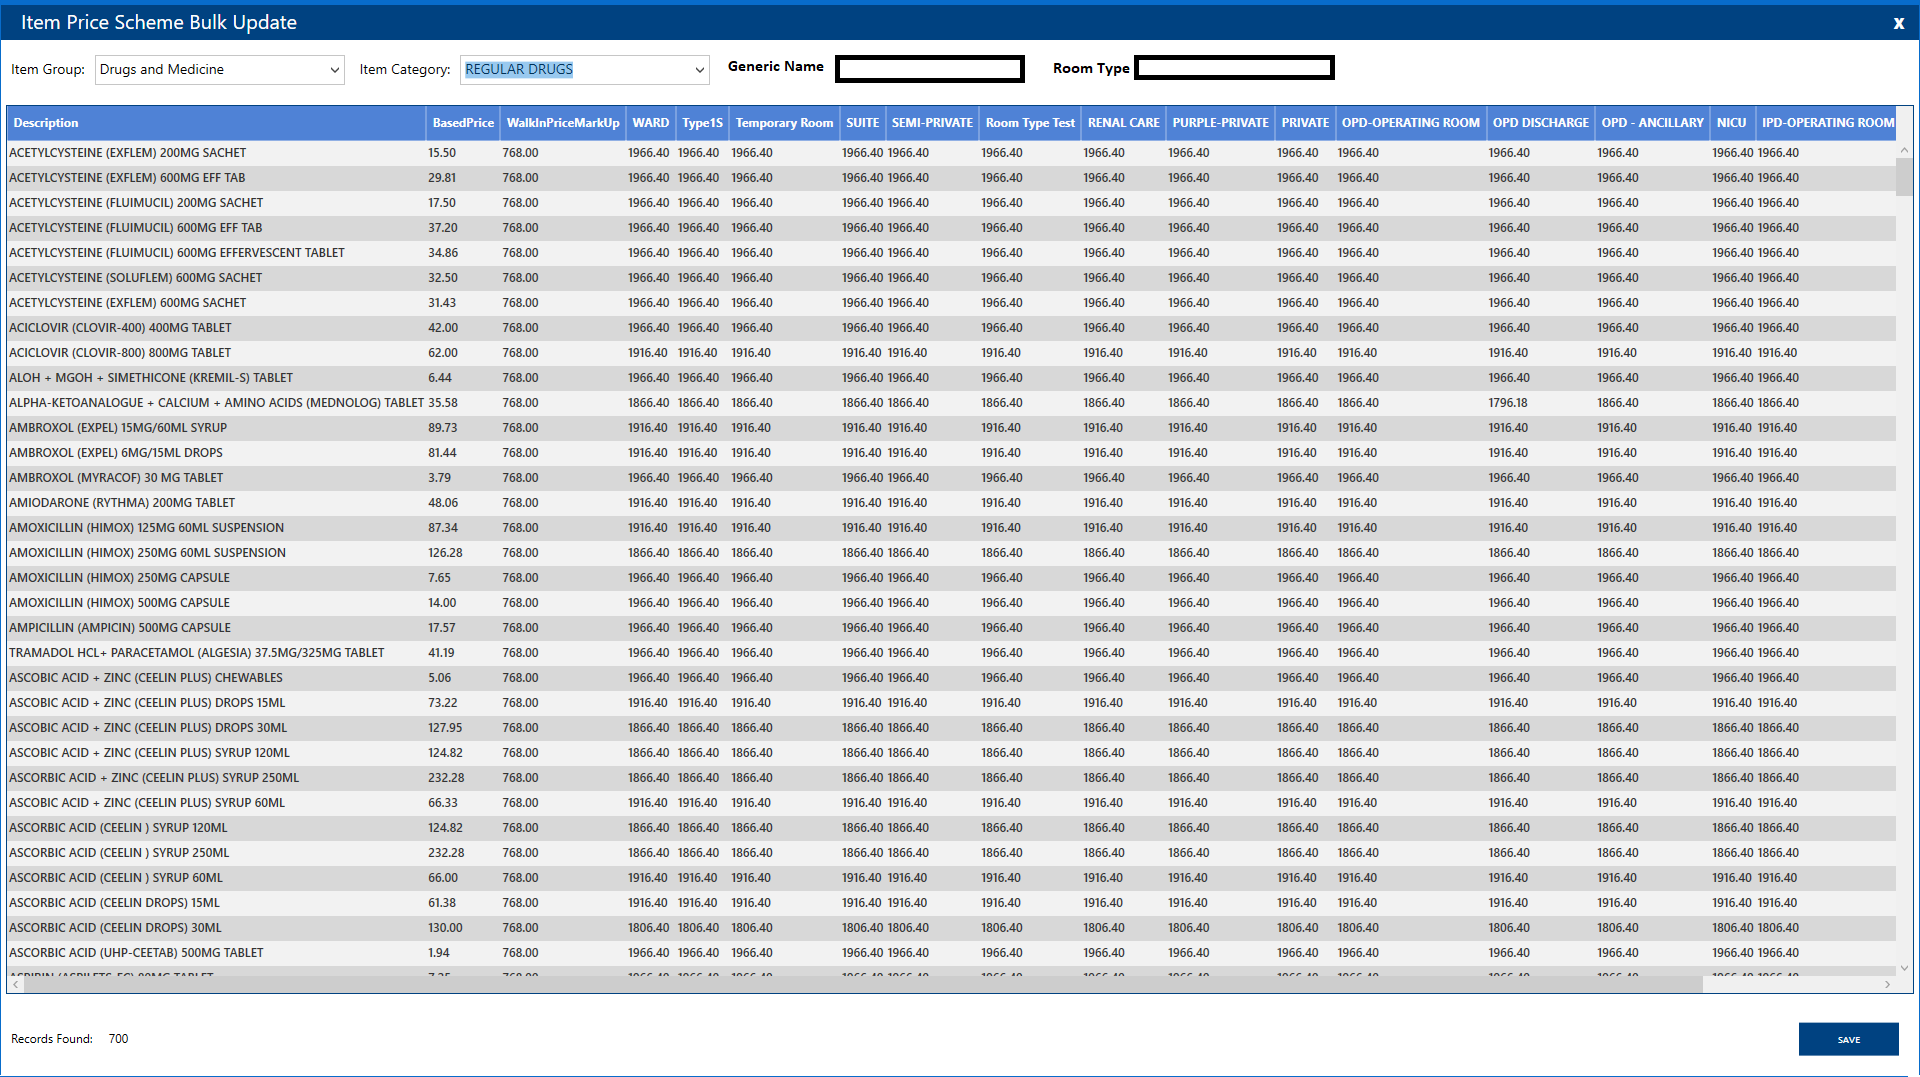 Item Price Scheme Bulk Update X
Item Group: Drugs and Medicine Item Category: REGULAR DRUGS Generic Name Room Type
Description BasedPrice WalkInPriceMarkUp WARD Type1S Temporary Room SUITE SEMI-PRIVATE Room Type Test RENAL CARE PURPLE-PRIVATE PRIVATE OPD-OPERATING ROOM OPD DISCHARGE OPD - ANCILLARY NICU IPD-OPERATING ROOM
ACETYLCYSTEINE (EXFLEM) 200MG SACHET 15.50 768.00 1966.40 1966.40 1966.40 1966.40 1966.40 1966.40 1966.40 1966.40 1966.40 1966.40 1966.40 1966.40 1966.40 1966.40
ACETYLCYSTEINE (EXFLEM) 600MG EFF TAB 29.81 768.00 1966.40 1966.40 1966.40 1966.40 1966.40 1966.40 1966.40 1966.40 1966.40 1966.40 1966.40 1966.40 1966.40 1966.40
ACETYLCYSTEINE (FLUIMUCIL) 200MG SACHET 17.50 768.00 1966.40 1966.40 1966.40 1966.40 1966.40 1966.40 1966.40 1966.40 1966.40 1966.40 1966.40 1966.40 1966.40 1966.40
ACETYLCYSTEINE (FLUIMUCIL) 600MG EFF TAB 37.20 768.00 1966.40 1966.40 1966.40 1966.40 1966.40 1966.40 1966.40 1966.40 1966.40 1966.40 1966.40 1966.40 1966.40 1966.40
ACETYLCYSTEINE (FLUIMUCIL) 600MG EFFERVESCENT TABLET 34.86 768.00 1966.40 1966.40 1966.40 1966.40 1966.40 1966.40 1966.40 1966.40 1966.40 1966.40 1966.40 1966.40 1966.40 1966.40
ACETYLCYSTEINE (SOLUFLEM) 600MG SACHET 32.50 768.00 1966.40 1966.40 1966.40 1966.40 1966.40 1966.40 1966.40 1966.40 1966.40 1966.40 1966.40 1966.40 1966.40 1966.40
ACETYLCYSTEINE (EXFLEM) 600MG SACHET 31.43 768.00 1966.40 1966.40 1966.40 1966.40 1966.40 1966.40 1966.40 1966.40 1966.40 1966.40 1966.40 1966.40 1966.40 1966.40
ACICLOVIR (CLOVIR-400) 400MG TABLET 42.00 768.00 1966.40 1966.40 1966.40 1966.40 1966.40 1966.40 1966.40 1966.40 1966.40 1966.40 1966.40 1966.40 1966.40 1966.40
ACICLOVIR (CLOVIR-800) 800MG TABLET 62.00 768.00 1916.40 1916.40 1916.40 1916.40 1916.40 1916.40 1916.40 1916.40 1916.40 1916.40 1916.40 1916.40 1916.40 1916.40
ALOH + MGOH + SIMETHICONE (KREMIL-S) TABLET 6.44 768.00 1966.40 1966.40 1966.40 1966.40 1966.40 1966.40 1966.40 1966.40 1966.40 1966.40 1966.40 1966.40 1966.40 1966.40
ALPHA-KETOANALOGUE + CALCIUM + AMINO ACIDS (MEDNOLOG) TABLET 35.58 768.00 1866.40 1866.40 1866.40 1866.40 1866.40 1866.40 1866.40 1866.40 1866.40 1866.40 1796.18 1866.40 1866.40 1866.40
AMBROXOL (EXPEL) 15MG/60ML SYRUP 89.73 768.00 1916.40 1916.40 1916.40 1916.40 1916.40 1916.40 1916.40 1916.40 1916.40 1916.40 1916.40 1916.40 1916.40 1916.40
AMBROXOL (EXPEL) 6MG/15ML DROPS 81.44 768.00 1916.40 1916.40 1916.40 1916.40 1916.40 1916.40 1916.40 1916.40 1916.40 1916.40 1916.40 1916.40 1916.40 1916.40
AMBROXOL (MYRACOF) 30 MG TABLET 3.79 768.00 1966.40 1966.40 1966.40 1966.40 1966.40 1966.40 1966.40 1966.40 1966.40 1966.40 1966.40 1966.40 1966.40 1966.40
AMIODARONE (RYTHMA) 200MG TABLET 48.06 768.00 1916.40 1916.40 1916.40 1916.40 1916.40 1916.40 1916.40 1916.40 1916.40 1916.40 1916.40 1916.40 1916.40 1916.40
AMOXICILLIN (HIMOX) 125MG 60ML SUSPENSION 87.34 768.00 1916.40 1916.40 1916.40 1916.40 1916.40 1916.40 1916.40 1916.40 1916.40 1916.40 1916.40 1916.40 1916.40 1916.40
AMOXICILLIN (HIMOX) 250MG 60ML SUSPENSION 126.28 768.00 1866.40 1866.40 1866.40 1866.40 1866.40 1866.40 1866.40 1866.40 1866.40 1866.40 1866.40 1866.40 1866.40 1866.40
AMOXICILLIN (HIMOX) 250MG CAPSULE 7.65 768.00 1966.40 1966.40 1966.40 1966.40 1966.40 1966.40 1966.40 1966.40 1966.40 1966.40 1966.40 1966.40 1966.40 1966.40
AMOXICILLIN (HIMOX) 500MG CAPSULE 14.00 768.00 1966.40 1966.40 1966.40 1966.40 1966.40 1966.40 1966.40 1966.40 1966.40 1966.40 1966.40 1966.40 1966.40 1966.40
AMPICILLIN (AMPICIN) 500MG CAPSULE 17.57 768.00 1966.40 1966.40 1966.40 1966.40 1966.40 1966.40 1966.40 1966.40 1966.40 1966.40 1966.40 1966.40 1966.40 1966.40
TRAMADOL HCL+ PARACETAMOL (ALGESIA) 37.5MG/325MG TABLET 41.19 768.00 1966.40 1966.40 1966.40 1966.40 1966.40 1966.40 1966.40 1966.40 1966.40 1966.40 1966.40 1966.40 1966.40 1966.40
ASCOBIC ACID + ZINC (CEELIN PLUS) CHEWABLES 5.06 768.00 1966.40 1966.40 1966.40 1966.40 1966.40 1966.40 1966.40 1966.40 1966.40 1966.40 1966.40 1966.40 1966.40 1966.40
ASCOBIC ACID + ZINC (CEELIN PLUS) DROPS 15ML 73.22 768.00 1916.40 1916.40 1916.40 1916.40 1916.40 1916.40 1916.40 1916.40 1916.40 1916.40 1916.40 1916.40 1916.40 1916.40
ASCOBIC ACID + ZINC (CEELIN PLUS) DROPS 30ML 127.95 768.00 1866.40 1866.40 1866.40 1866.40 1866.40 1866.40 1866.40 1866.40 1866.40 1866.40 1866.40 1866.40 1866.40 1866.40
ASCOBIC ACID + ZINC (CEELIN PLUS) SYRUP 120ML 124.82 768.00 1866.40 1866.40 1866.40 1866.40 1866.40 1866.40 1866.40 1866.40 1866.40 1866.40 1866.40 1866.40 1866.40 1866.40
ASCORBIC ACID + ZINC (CEELIN PLUS) SYRUP 250ML 232.28 768.00 1866.40 1866.40 1866.40 1866.40 1866.40 1866.40 1866.40 1866.40 1866.40 1866.40 1866.40 1866.40 1866.40 1866.40
ASCOBIC ACID + ZINC (CEELIN PLUS) SYRUP 60ML 66.33 768.00 1916.40 1916.40 1916.40 1916.40 1916.40 1916.40 1916.40 1916.40 1916.40 1916.40 1916.40 1916.40 1916.40 1916.40
ASCORBIC ACID (CEELIN ) SYRUP 120ML 124.82 768.00 1866.40 1866.40 1866.40 1866.40 1866.40 1866.40 1866.40 1866.40 1866.40 1866.40 1866.40 1866.40 1866.40 1866.40
ASCORBIC ACID (CEELIN ) SYRUP 250ML 232.28 768.00 1866.40 1866.40 1866.40 1866.40 1866.40 1866.40 1866.40 1866.40 1866.40 1866.40 1866.40 1866.40 1866.40 1866.40
ASCORBIC ACID (CEELIN ) SYRUP 60ML 66.00 768.00 1916.40 1916.40 1916.40 1916.40 1916.40 1916.40 1916.40 1916.40 1916.40 1916.40 1916.40 1916.40 1916.40 1916.40
ASCORBIC ACID (CEELIN DROPS) 15ML 61.38 768.00 1916.40 1916.40 1916.40 1916.40 1916.40 1916.40 1916.40 1916.40 1916.40 1916.40 1916.40 1916.40 1916.40 1916.40
ASCORBIC ACID (CEELIN DROPS) 30ML 130.00 768.00 1806.40 1806.40 1806.40 1806.40 1806.40 1806.40 1806.40 1806.40 1806.40 1806.40 1806.40 1806.40 1806.40 1806.40
ASCORBIC ACID (UHP-CEETAB) 500MG TABLET 1.94 768.00 1966.40 1966.40 1966.40 1966.40 1966.40 1966.40 1966.40 1966.40 1966.40 1966.40 1966.40 1966.40 1966.40 1966.40
Records Found: 700
SAVE